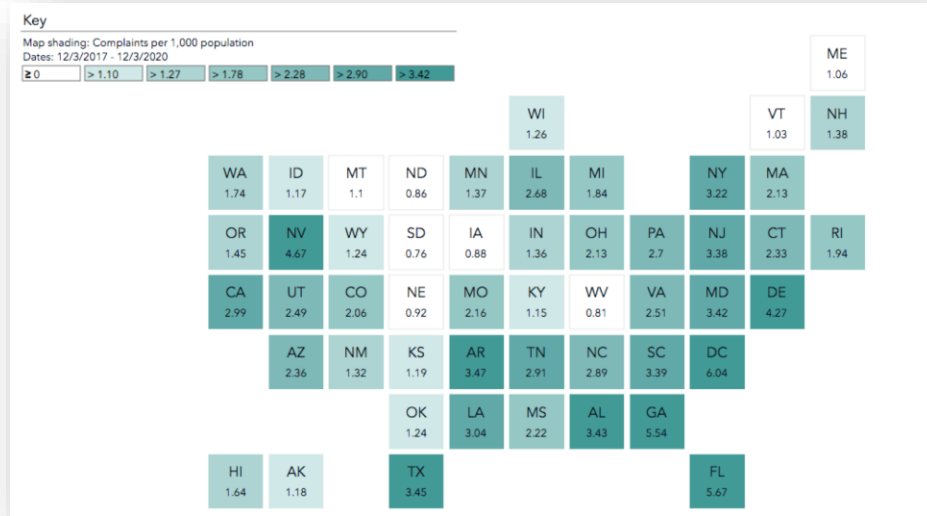 Key
Map shading: Complaints per 1,000 population
Dates: 12/3/2017 - 12/3/2020
≥ 0 > 1.10 > 1.27 > 1.78 > 2.28 > 2.90 > 3.42
ME
1.06
WI VT NH
1.26 1.03 1.38
WA ID MT ND MN IL MI NY MA
1.74 1.17 1.1 0.86 1.37 2.68 1.84 3.22 2.13
OR NV WY SD IA IN OH PA NJ CT RI
1.45 4.67 1.24 0.76 0.88 1.36 2.13 2.7 3.38 2.33 1.94
CA UT CO NE MO KY WV VA MD DE
2.99 2.49 2.06 0.92 2.16 1.15 0.81 2.51 3.42 4.27
AZ NM KS AR TN NC SC DC
2.36 1.32 1.19 3.47 2.91 2.89 3.39 6.04
OK LA MS AL GA
1.24 3.04 2.22 3.43 5.54
HI AK TX FL
1.64 1.18 3.45 5.67